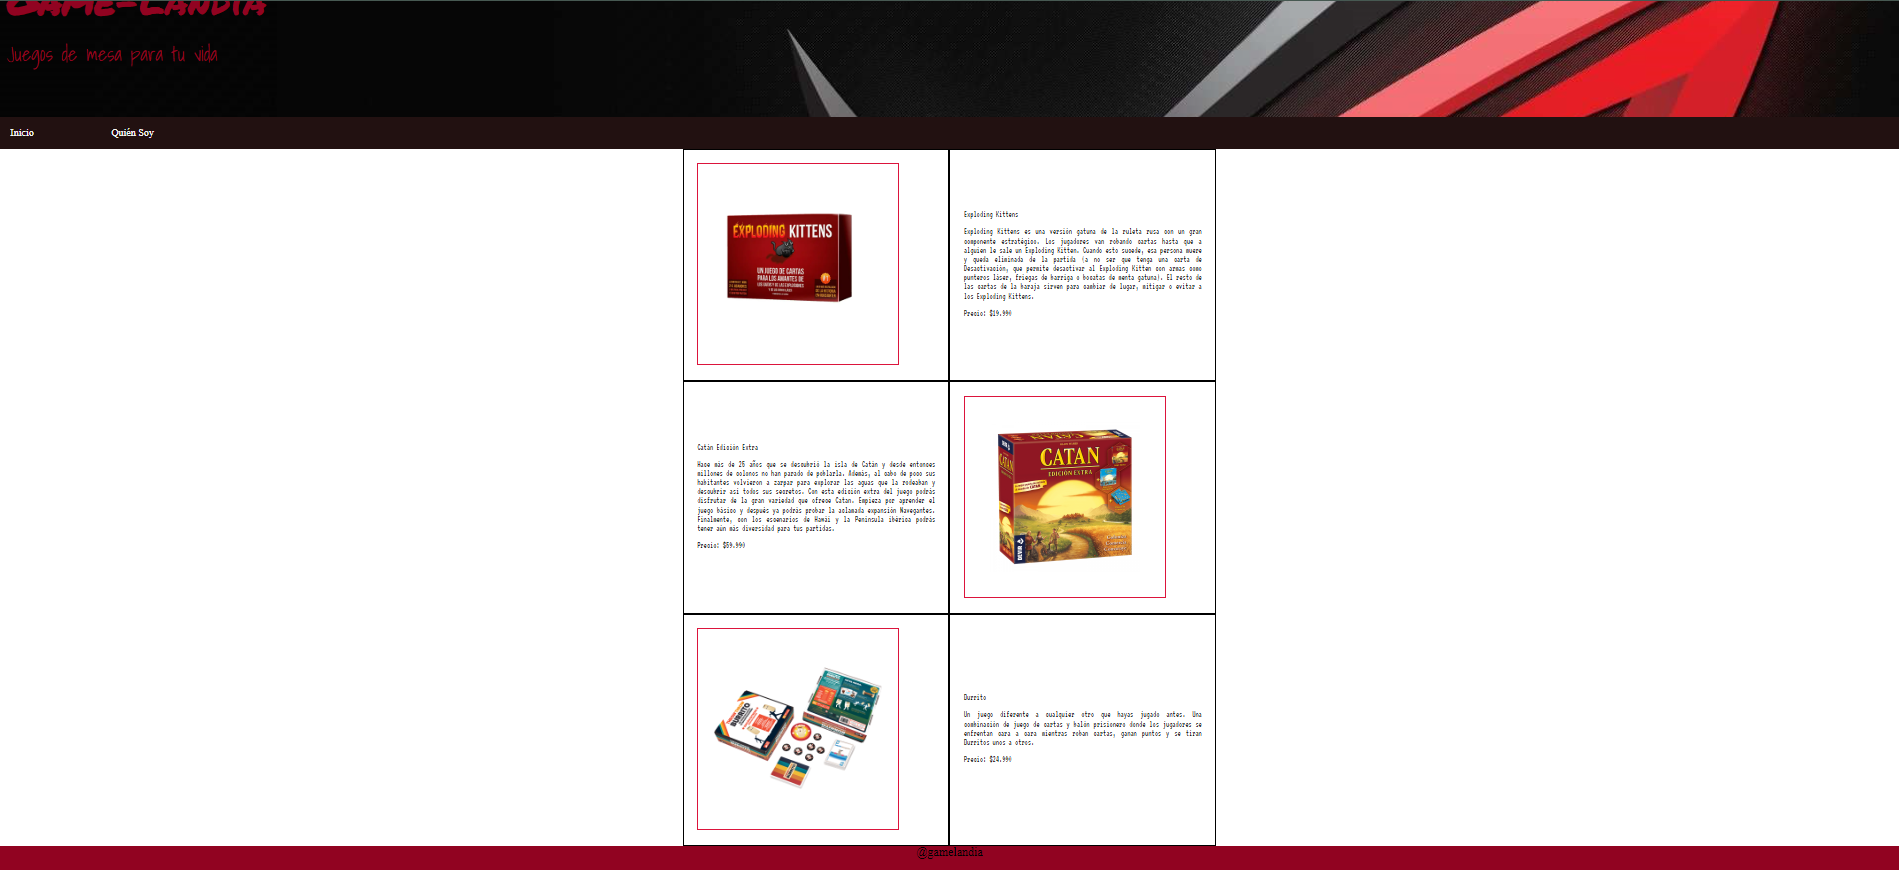 GAME-LANDIA
Juegos de mesa para tu vida
Inicio
Quién Soy
EXPLODING KITTENS
UN JUEGO DE CARTAS
PARA LOS AMANTES DE
LOS GATOS Y DE LAS EXPLOSIONES
Exploding Kittens
Exploding Kittens es una versión gatuna de la ruleta rusa con un gran
componente estratégico. Los jugadores van robando cartas hasta que a
alguien le sale un Exploding Kitten. Cuando esto sucede, esa persona muere
y queda eliminada de la partida (a no ser que tenga una carta de
Desactivación, que permite desactivar al Exploding Kitten con armas como
punteros láser, friegas de barriga o bocatas de menta gatuna). El resto de
las cartas de la baraja sirven para cambiar de lugar, mitigar o evitar a
los Exploding Kittens.
Precio: $19.990
Catán Edición Extra
Hace más de 25 años que se descubrió la isla de Catán y desde entonces
millones de colonos no han parado de poblarla. Además, al cabo de poco sus
habitantes volvieron a zarpar para explorar las aguas que la rodeaban y
descubrir asi todos sus secretos. Con esta edición extra del juego podrás
disfrutar de la gran variedad que ofrece Catan. Empieza por aprender el
juego básico y después ya podrás probar la aclamada expansión Navegantes.
Finalmente, con los escenarios de Hawái y la Península ibérica podrás
tener aún más diversidad para tus partidas.
Precio: $59.990
CATAN
CATAN
CATAN
EDICIÓN EXTRA
DEVIR
BURRITO
Burrito
Un juego diferente a cualquier otro que hayas jugado antes. Una
combinación de juego de cartas y balón prisionero donde los jugadores se
enfrentan cara a cara mientras roban cartas, ganan puntos y se tiran
Burritos unos a otros.
Precio: $24.990
@gamelandia